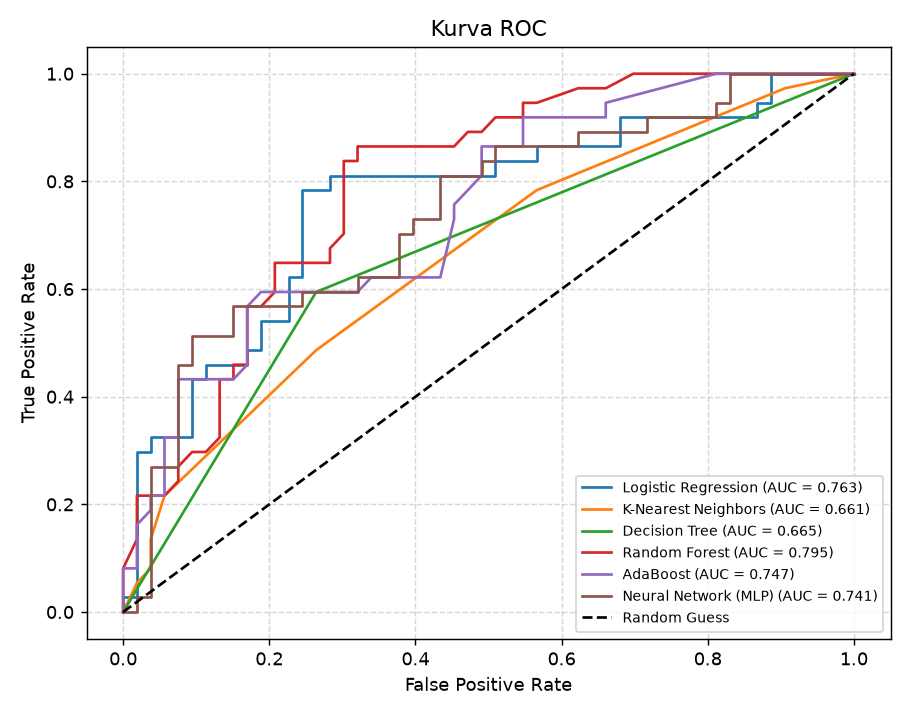 Kurva ROC
True Positive Rate
1.0
0.8
0.6
0.4
0.2
0.0
Logistic Regression (AUC = 0.763)
K-Nearest Neighbors (AUC = 0.661)
Decision Tree (AUC = 0.665)
Random Forest (AUC = 0.795)
AdaBoost (AUC = 0.747)
Neural Network (MLP) (AUC = 0.741)
Random Guess
0.0 0.2 0.4 0.6 0.8 1.0
False Positive Rate